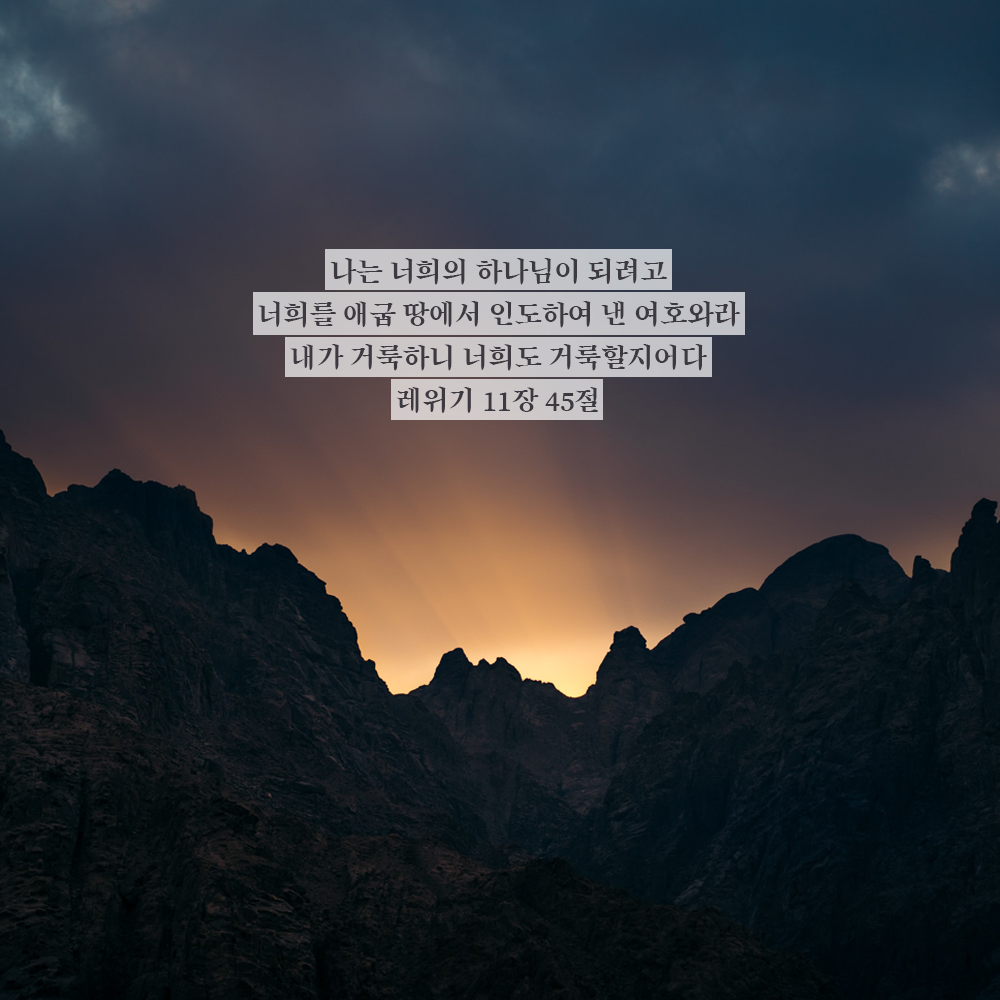 나는 너희의 하나님이 되려고
너희를 애굽 땅에서 인도하여 낸 여호와라
내가 거룩하니 너희도 거룩할지어다
레위기 11장 45절